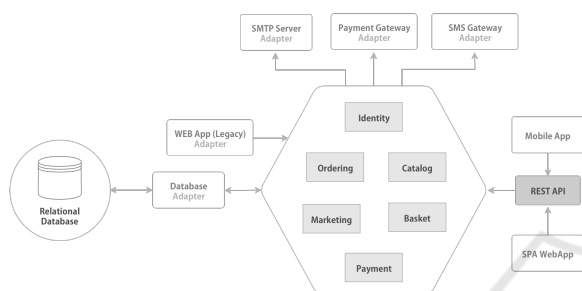 SMTP Server
Adapter
Payment Gateway
Adapter
SMS Gateway
Adapter
Identity
WEB App (Legacy)
Adapter
Mobile App
Ordering
Catalog
Database
Adapter
REST API
Relational
Database
Marketing
Basket
SPA WebApp
Payment